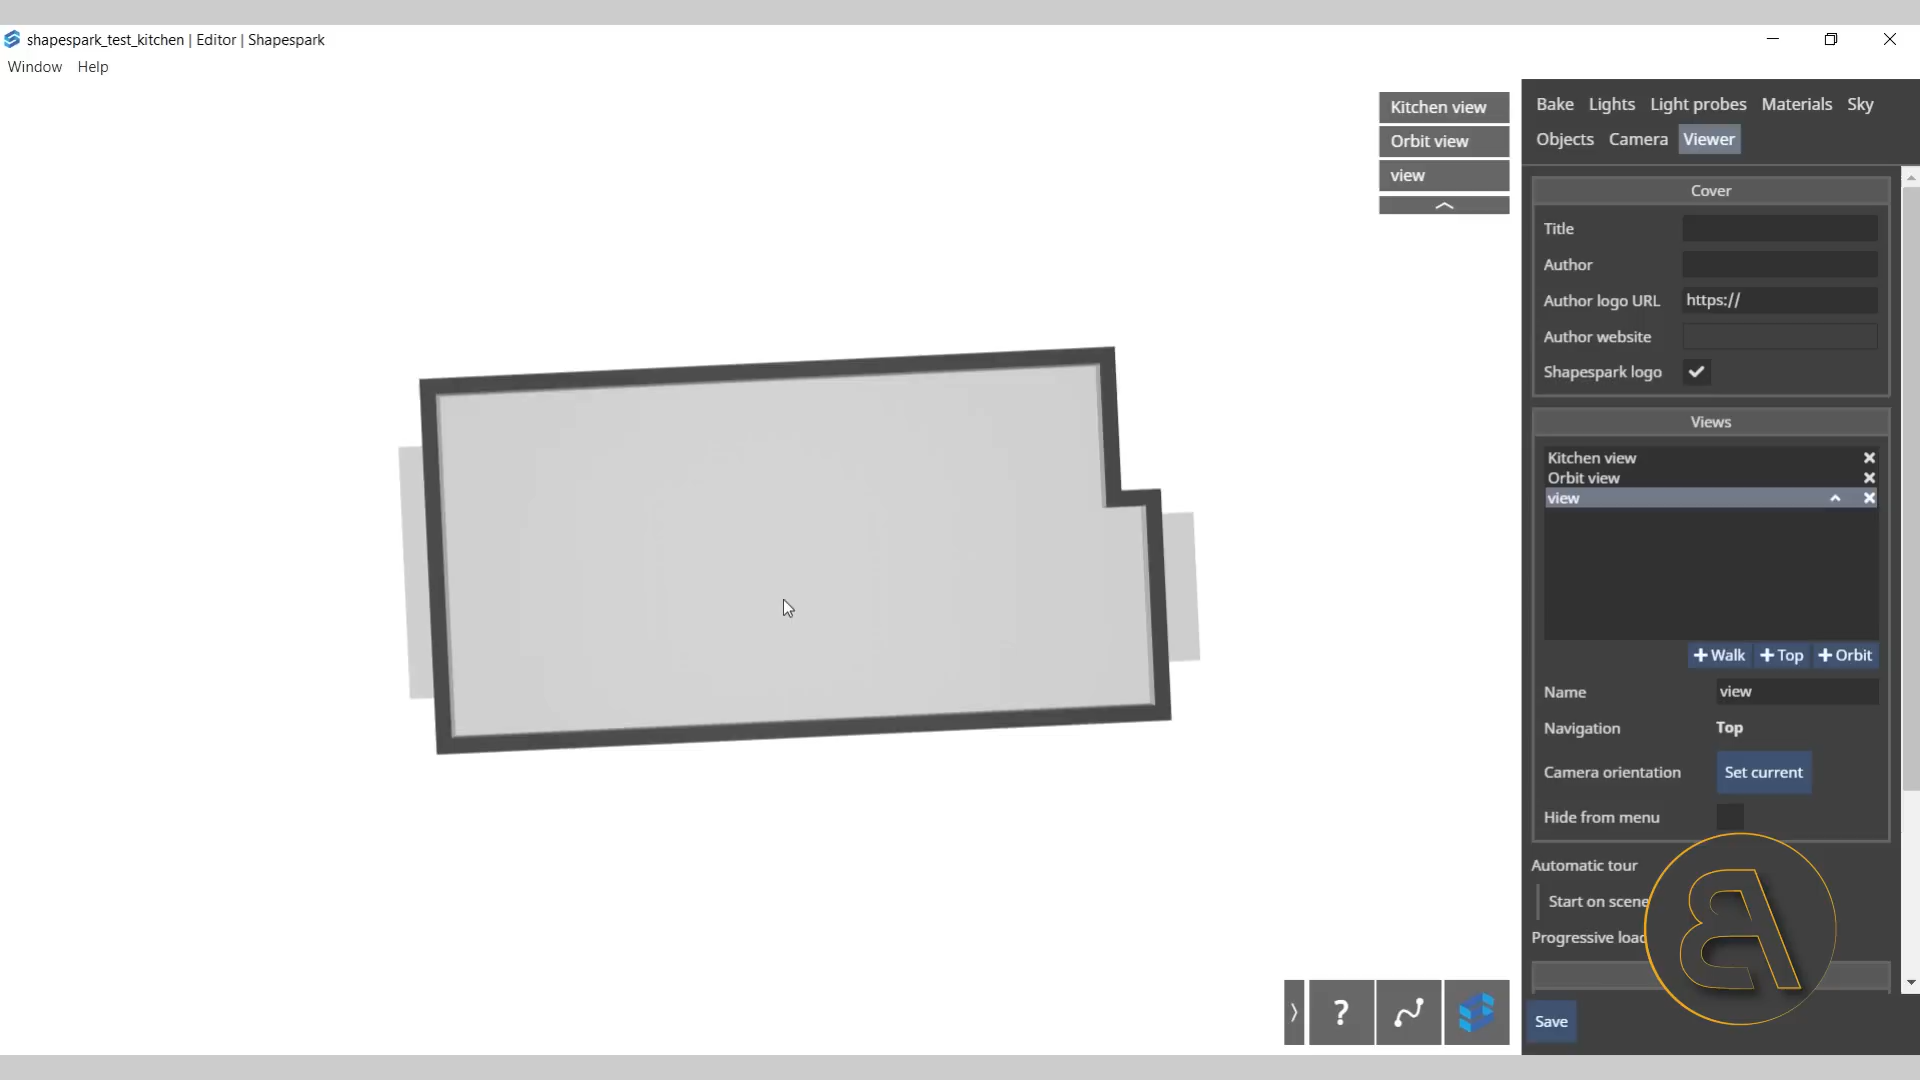 shapespark_test_kitchen | Editor | Shapespark
Window Help
Kitchen view
Orbit view
view
Bake Lights Light probes Materials Sky
Objects Camera Viewer
Cover
Title
Author
Author logo URL https://
Author website
Shapespark logo
Views
Kitchen view
Orbit view
view
+ Walk + Top + Orbit
Name view
Navigation Top
Camera orientation Set current
Hide from menu
Automatic tour
Start on scene
Progressive load
?
Save